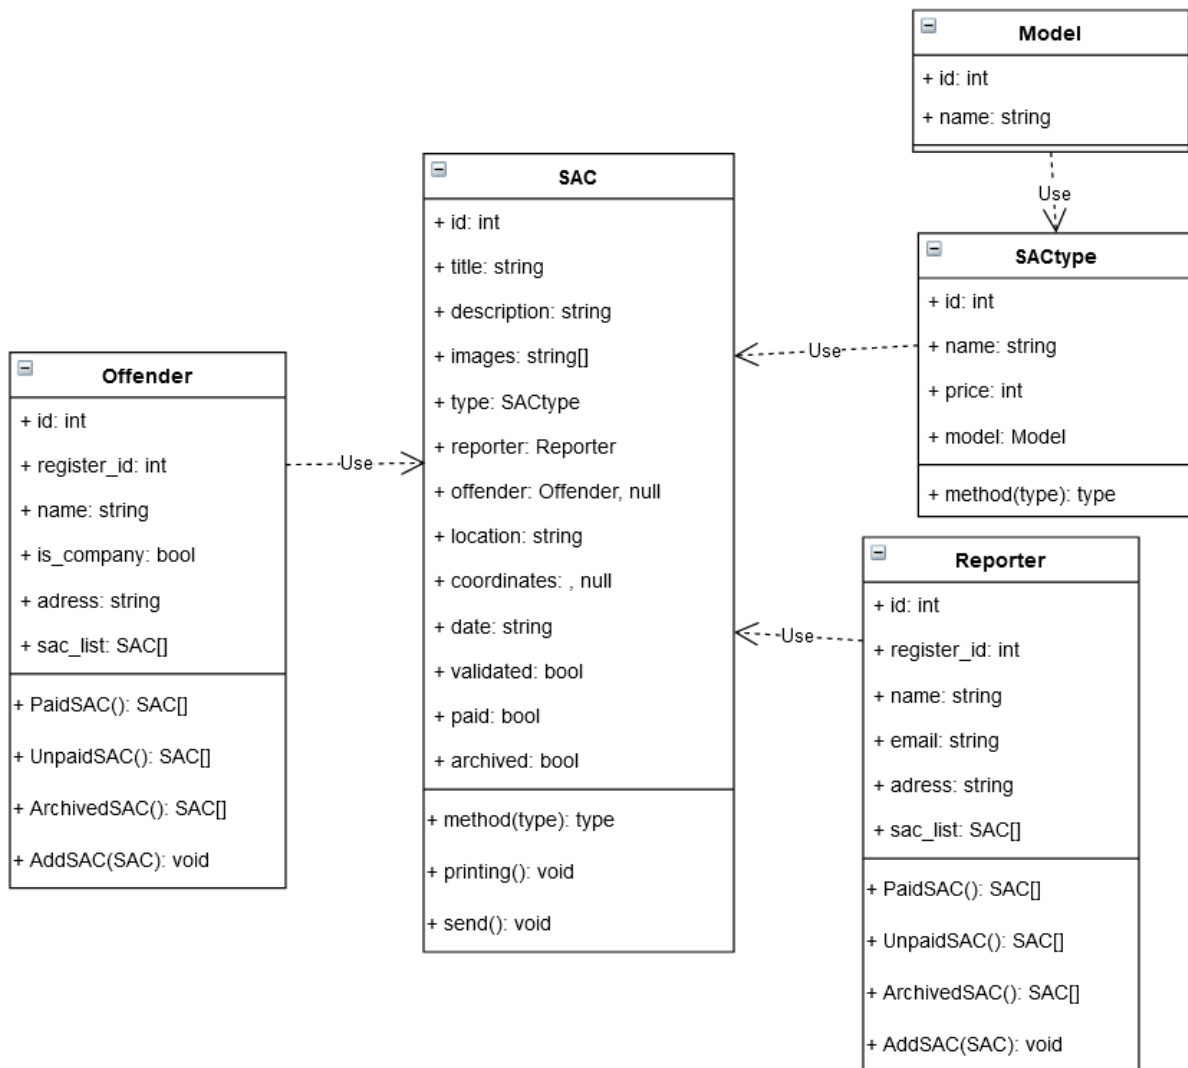 Model
+ id: int
+ name: string
Use
SAC
+ id: int
+ title: string
+ description: string
+ images: string[]
+ type: SACtype
+ reporter: Reporter
+ offender: Offender, null
+ location: string
+ coordinates: , null
+ date: string
+ validated: bool
+ paid: bool
+ archived: bool
+ method(type): type
+ printing(): void
+ send(): void
SACtype
+ id: int
+ name: string
+ price: int
+ model: Model
+ method(type): type
Use
Offender
+ id: int
+ register_id: int
+ name: string
+ is_company: bool
+ adress: string
+ sac_list: SAC[]
+ PaidSAC(): SAC[]
+ UnpaidSAC(): SAC[]
+ ArchivedSAC(): SAC[]
+ AddSAC(SAC): void
Use
Reporter
+ id: int
+ register_id: int
+ name: string
+ email: string
+ adress: string
+ sac_list: SAC[]
+ PaidSAC(): SAC[]
+ UnpaidSAC(): SAC[]
+ ArchivedSAC(): SAC[]
+ AddSAC(SAC): void
Use